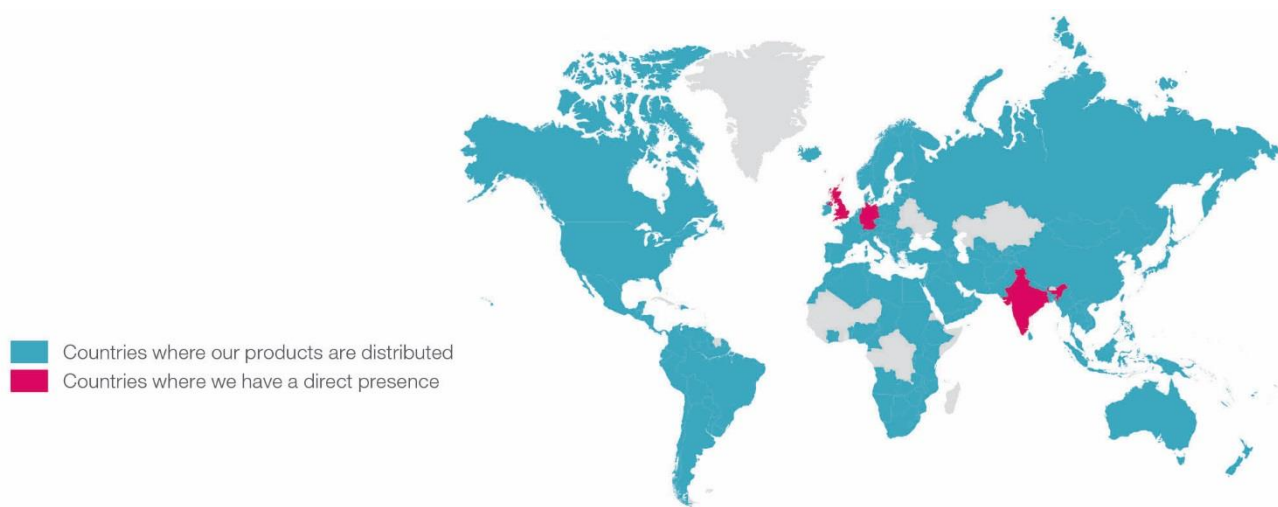 Countries where our products are distributed
Countries where we have a direct presence